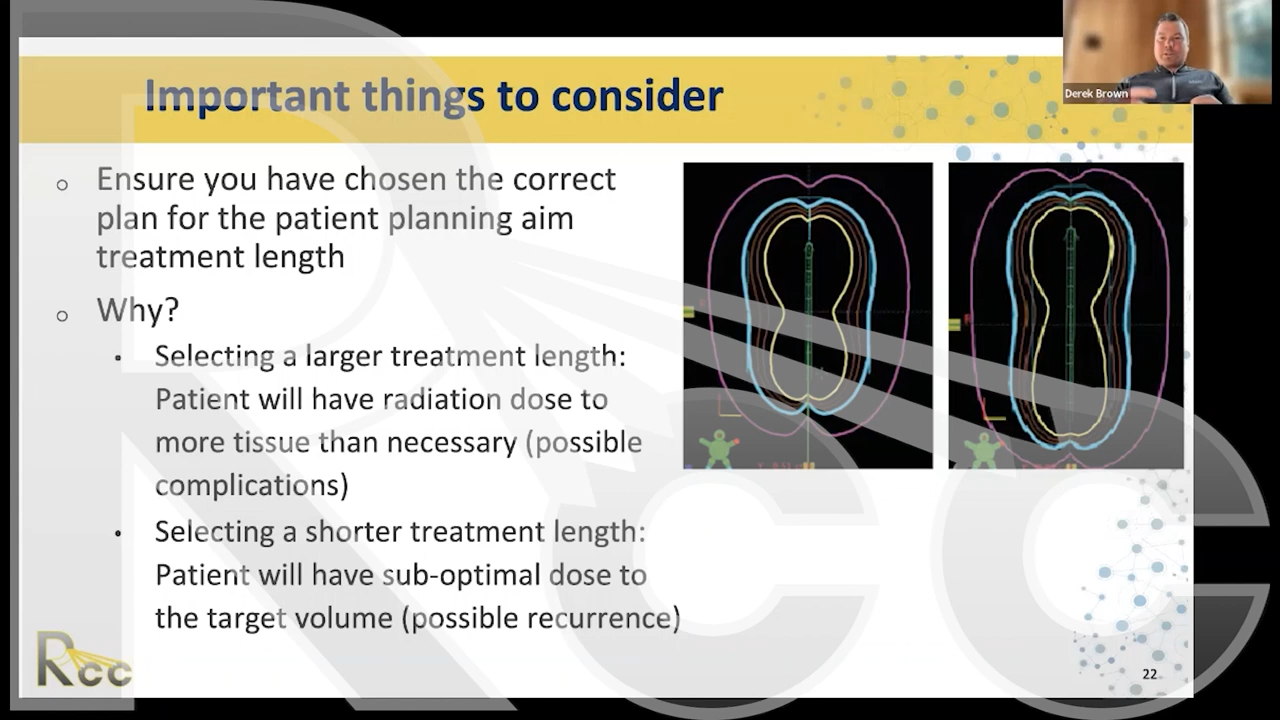 Important things to consider
Derek Brown
Ensure you have chosen the correct
plan for the patient planning aim
treatment length
Why?
Selecting a larger treatment length:
Patient will have radiation dose to
more tissue than necessary (possible
complications)
Selecting a shorter treatment length:
Patient will have sub-optimal dose to
the target volume (possible recurrence)
Rcc
22